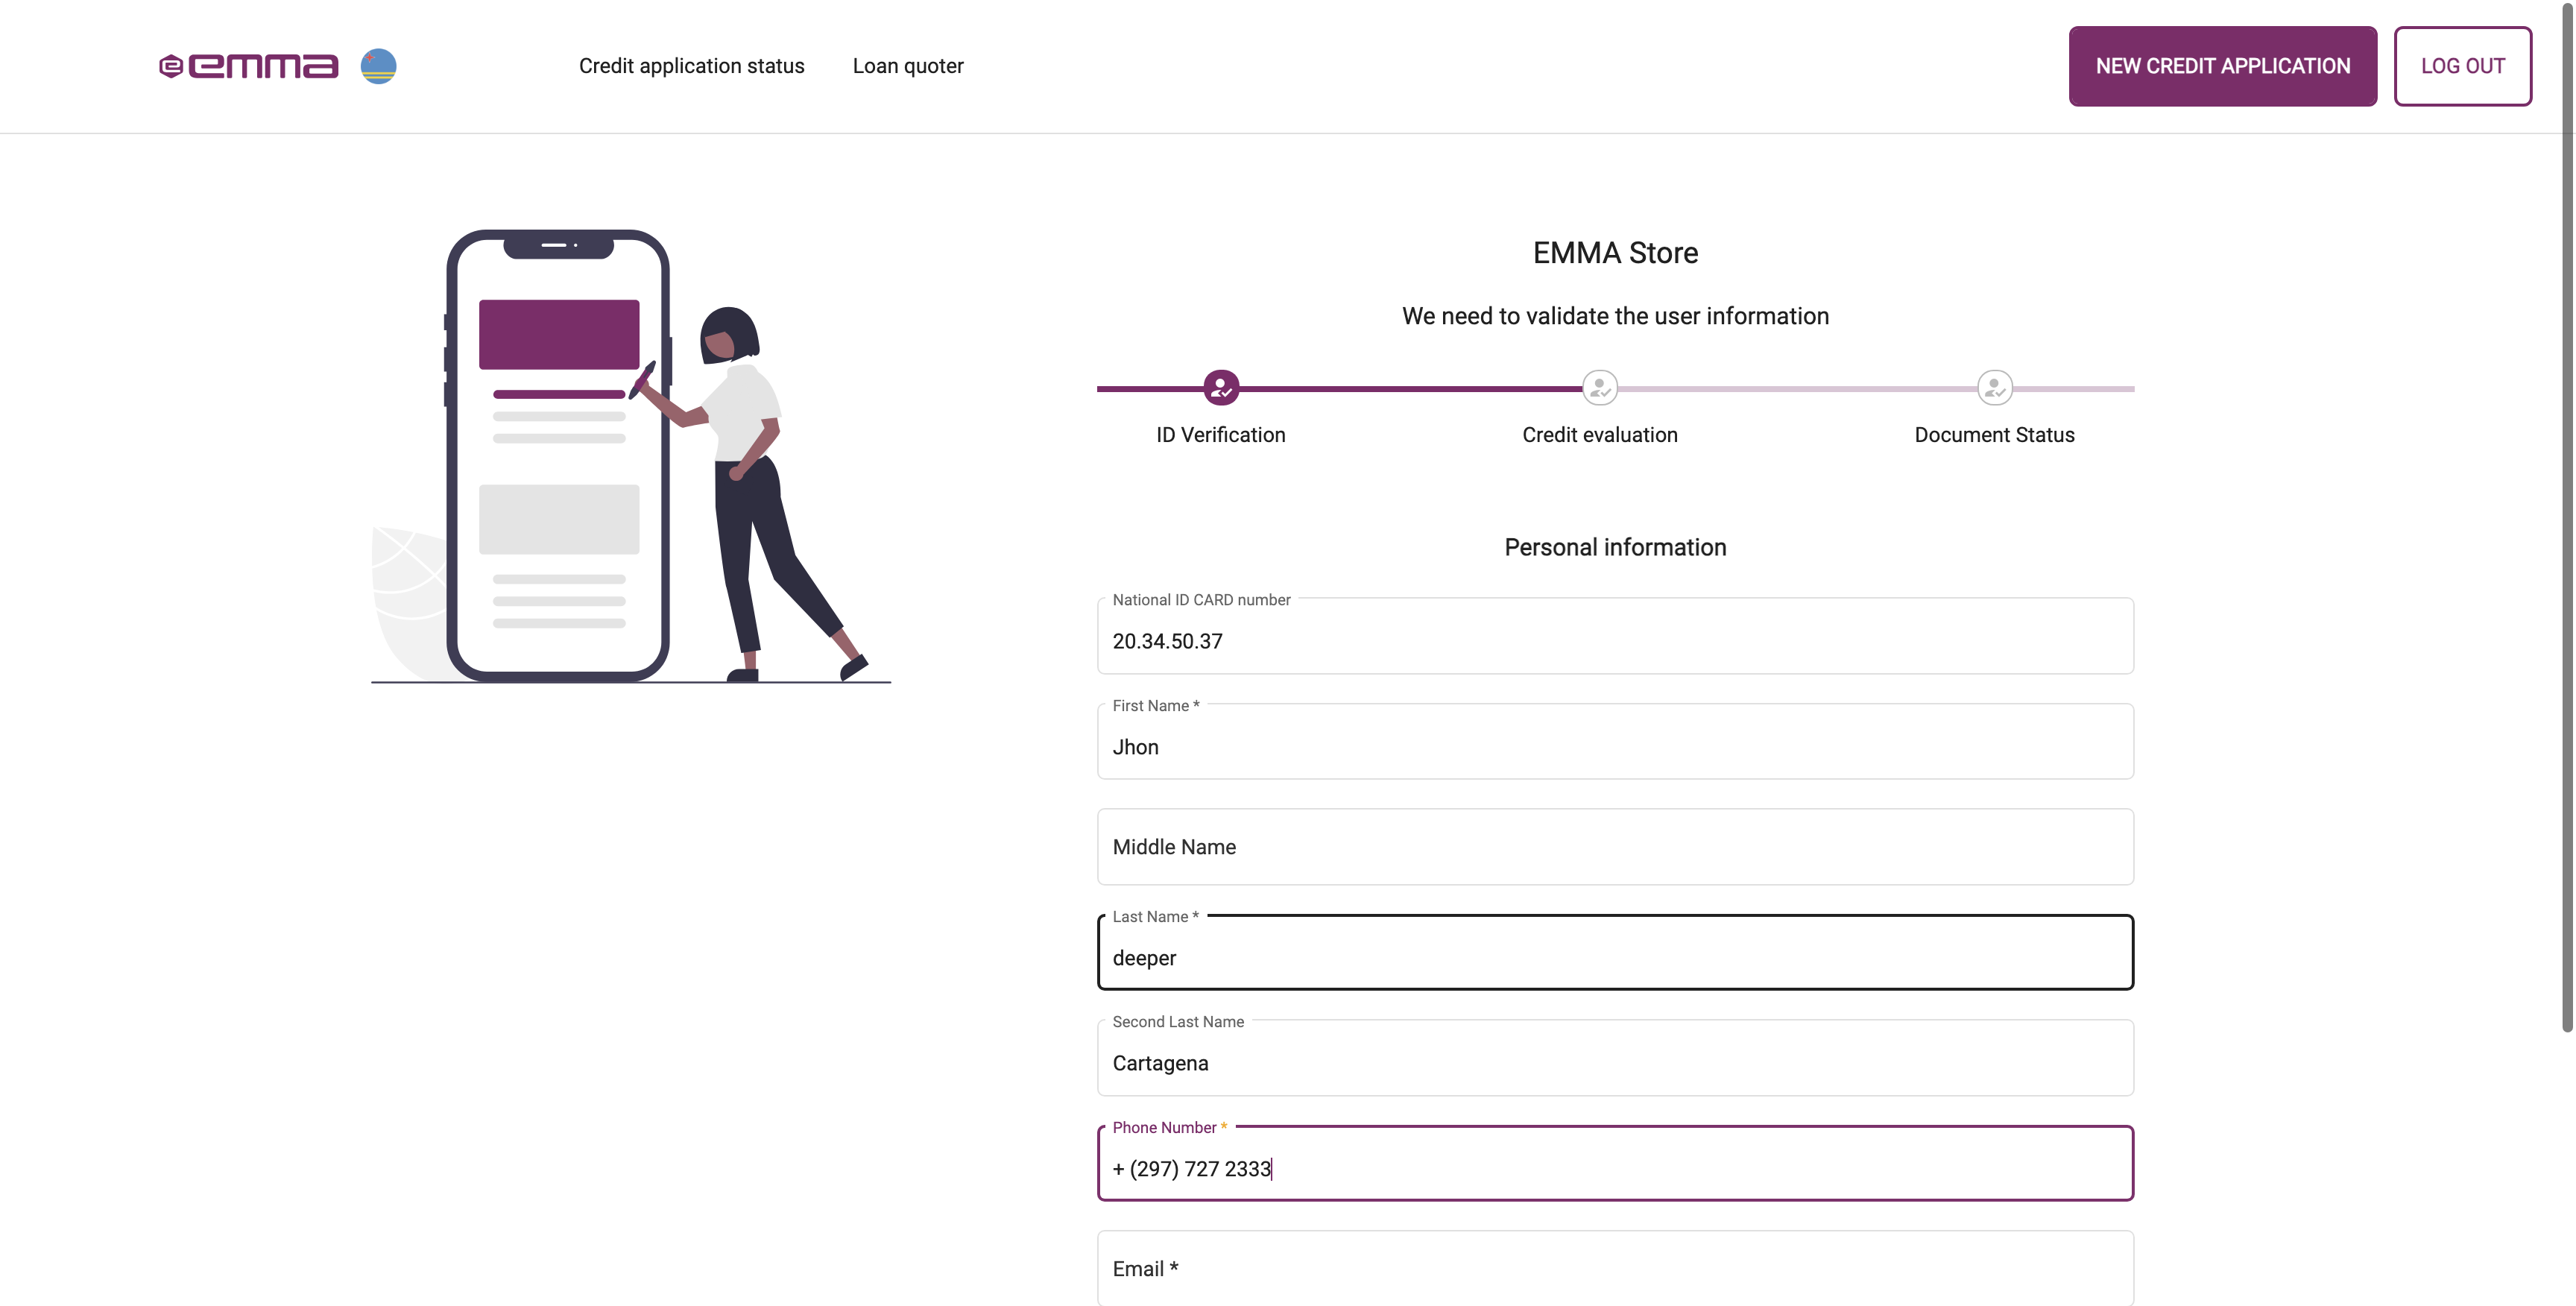 emma
Credit application status
Loan quoter
NEW CREDIT APPLICATION
LOG OUT
EMMA Store
We need to validate the user information
ID Verification
Credit evaluation
Document Status
Personal information
National ID CARD number
20.34.50.37
First Name *
Jhon
Middle Name
Last Name *
deeper
Second Last Name
Cartagena
Phone Number *
+ (297) 727 2333
Email *